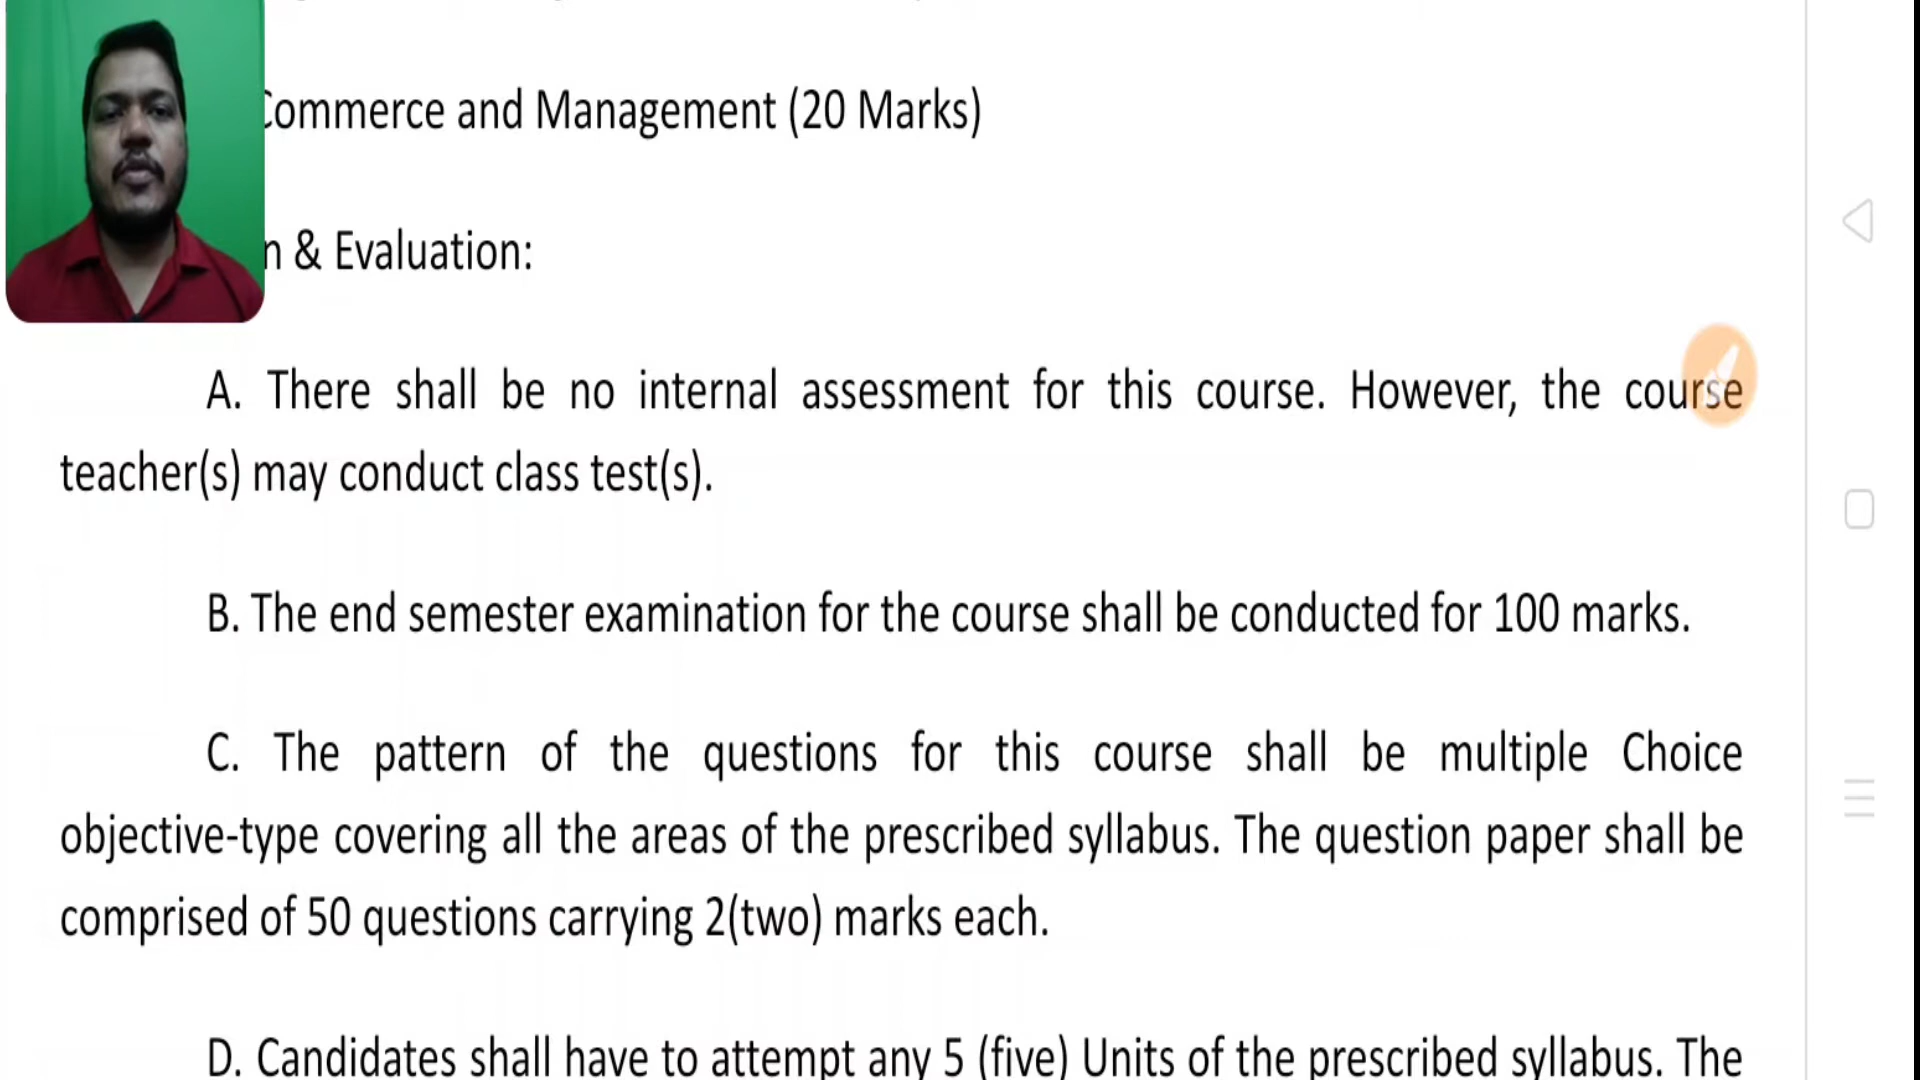 Commerce and Management (20 Marks)
n & Evaluation:
A. There shall be no internal assessment for this course. However, the course
teacher(s) may conduct class test(s).
B. The end semester examination for the course shall be conducted for 100 marks.
C. The pattern of the questions for this course shall be multiple Choice
objective-type covering all the areas of the prescribed syllabus. The question paper shall be
comprised of 50 questions carrying 2(two) marks each.
D. Candidates shall have to attempt any 5 (five) Units of the prescribed syllabus. The